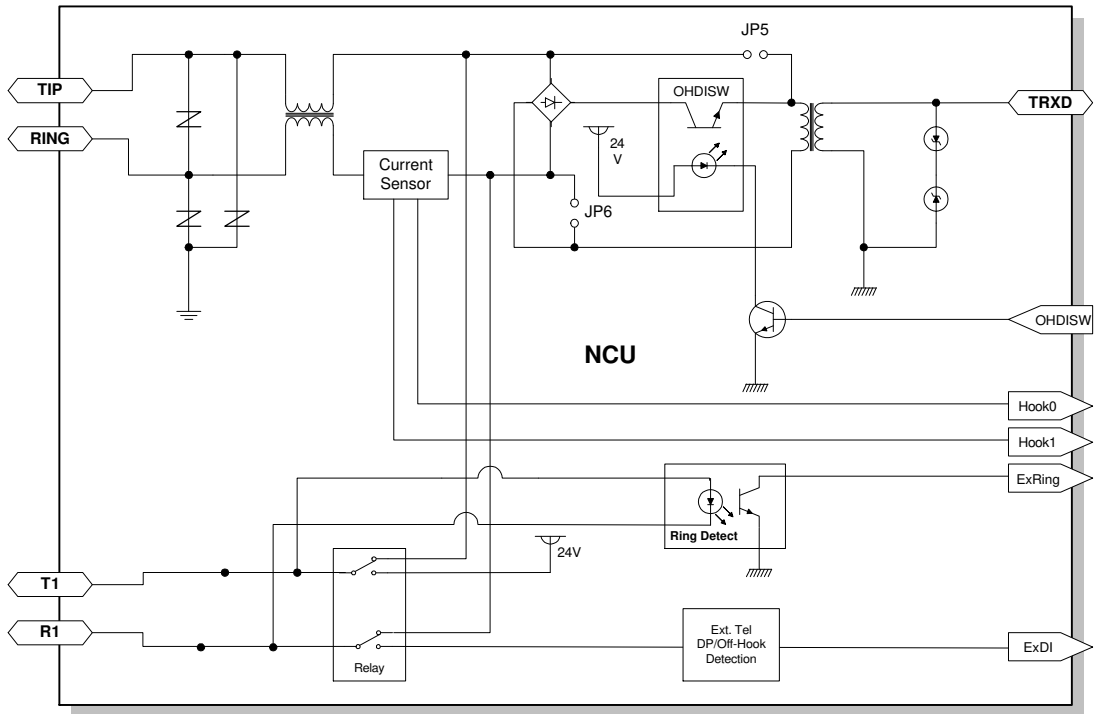 JP5
TIP
OHDISW
TRXD
RING
24
V
Current
Sensor
JP6
OHDISW
NCU
Hook0
Hook1
ExRing
Ring Detect
24V
T1
R1
Ext. Tel
DP/Off-Hook
Detection
ExDI
Relay